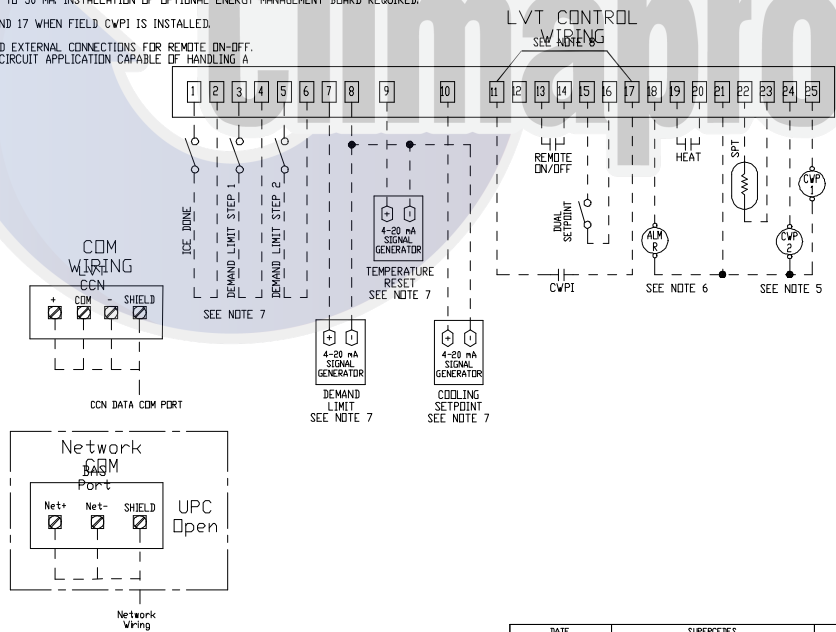 TO 30 MA. INSTALLATION OF OPTIONAL ENERGY MANAGEMENT BOARD REQUIRED.
ND 17 WHEN FIELD CWPI IS INSTALLED.
D EXTERNAL CONNECTIONS FOR REMOTE ON-OFF.
CIRCUIT APPLICATION CAPABLE OF HANDLING A
Climapro
LVT CONTROL
WIRING
SEE NOTE 8
1 2 3 4 5 6 7 8 9 10 11 12 13 14 15 16 17 18 19 20 21 22 23 24 25
ICE DONE
DEMAND LIMIT STEP 1
DEMAND LIMIT STEP 2
SEE NOTE 7
+ -
4-20 mA
SIGNAL
GENERATOR
TEMPERATURE
RESET
SEE NOTE 7
+ -
4-20 mA
SIGNAL
GENERATOR
DEMAND
LIMIT
SEE NOTE 7
+ -
4-20 mA
SIGNAL
GENERATOR
COOLING
SETPOINT
SEE NOTE 7
REMOTE
ON/OFF
DUAL
SETPOINT
CWPI
HEAT
ALM
R
SEE NOTE 6
SPT
CWP
1
CWP
2
SEE NOTE 5
COM
WIRING
LVT
CCN
+ COM - SHIELD
CCN DATA COM PORT
Network
COM
BAS
Port
Net+ Net- SHIELD
UPC
Open
Network
Wiring
DATE SUPERCEDES